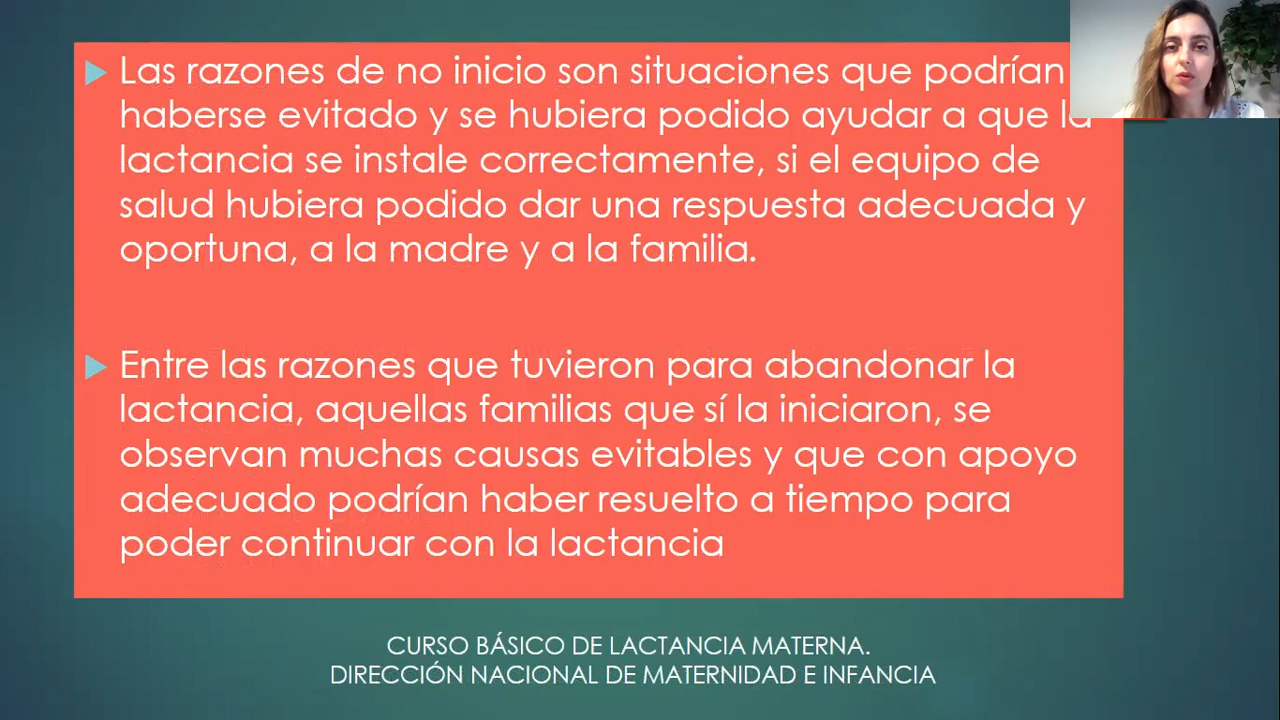 Las razones de no inicio son situaciones que podrían
haberse evitado y se hubiera podido ayudar a que la
lactancia se instale correctamente, si el equipo de
salud hubiera podido dar una respuesta adecuada y
oportuna, a la madre y a la familia.
Entre las razones que tuvieron para abandonar la
lactancia, aquellas familias que sí la iniciaron, se
observan muchas causas evitables y que con apoyo
adecuado podrían haber resuelto a tiempo para
poder continuar con la lactancia
CURSO BÁSICO DE LACTANCIA MATERNA.
DIRECCIÓN NACIONAL DE MATERNIDAD E INFANCIA